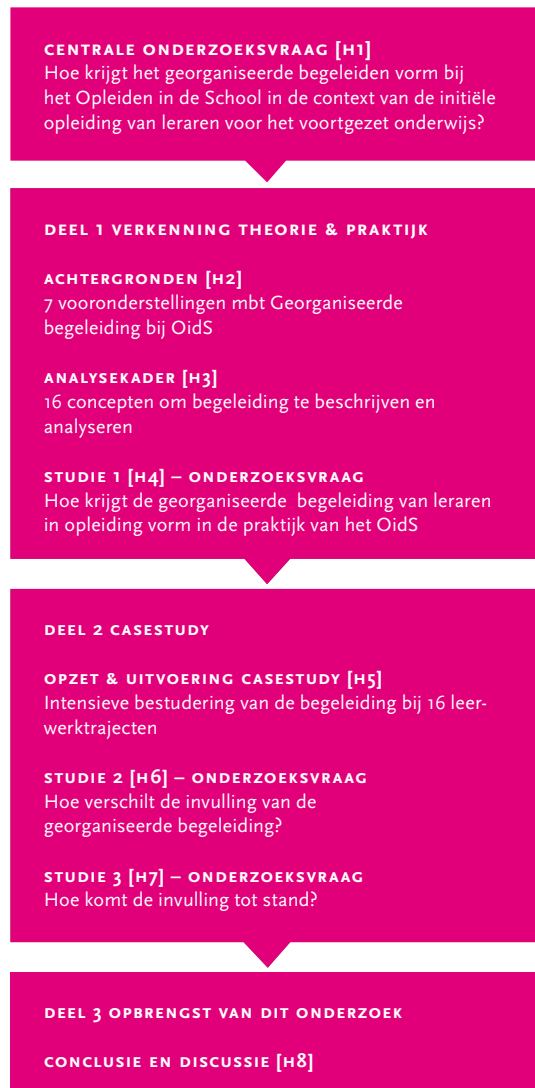 CENTRALE ONDERZOEKSVRAAG [H1]
Hoe krijgt het georganiseerde begeleiden vorm bij
het Opleiden in de School in de context van de initiële
opleiding van leraren voor het voortgezet onderwijs?
DEEL 1 VERKENNING THEORIE & PRAKTIJK
ACHTERGRONDEN [H2]
7 vooronderstellingen mbt Georganiseerde
begeleiding bij OidS
ANALYSEKADER [H3]
16 concepten om begeleiding te beschrijven en
analyseren
STUDIE 1 [H4] – ONDERZOEKSVRAAG
Hoe krijgt de georganiseerde begeleiding van leraren
in opleiding vorm in de praktijk van het OidS
DEEL 2 CASESTUDY
OPZET & UITVOERING CASESTUDY [H5]
Intensieve bestudering van de begeleiding bij 16 leer-
werktrajecten
STUDIE 2 [H6] – ONDERZOEKSVRAAG
Hoe verschilt de invulling van de
georganiseerde begeleiding?
STUDIE 3 [H7] – ONDERZOEKSVRAAG
Hoe komt de invulling tot stand?
DEEL 3 OPBRENGST VAN DIT ONDERZOEK
CONCLUSIE EN DISCUSSIE [H8]